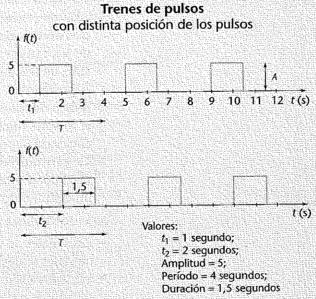 Trenes de pulsos
con distinta posición de los pulsos
f(t)
5
A
0
2 3 4 5 6 7 8 9 10 11 12 t (s)
t1
T
f(t)
5
1,5
0
t (s)
t2
T
Valores:
t1 = 1 segundo;
t2 = 2 segundos;
Amplitud = 5;
Período = 4 segundos;
Duración = 1,5 segundos